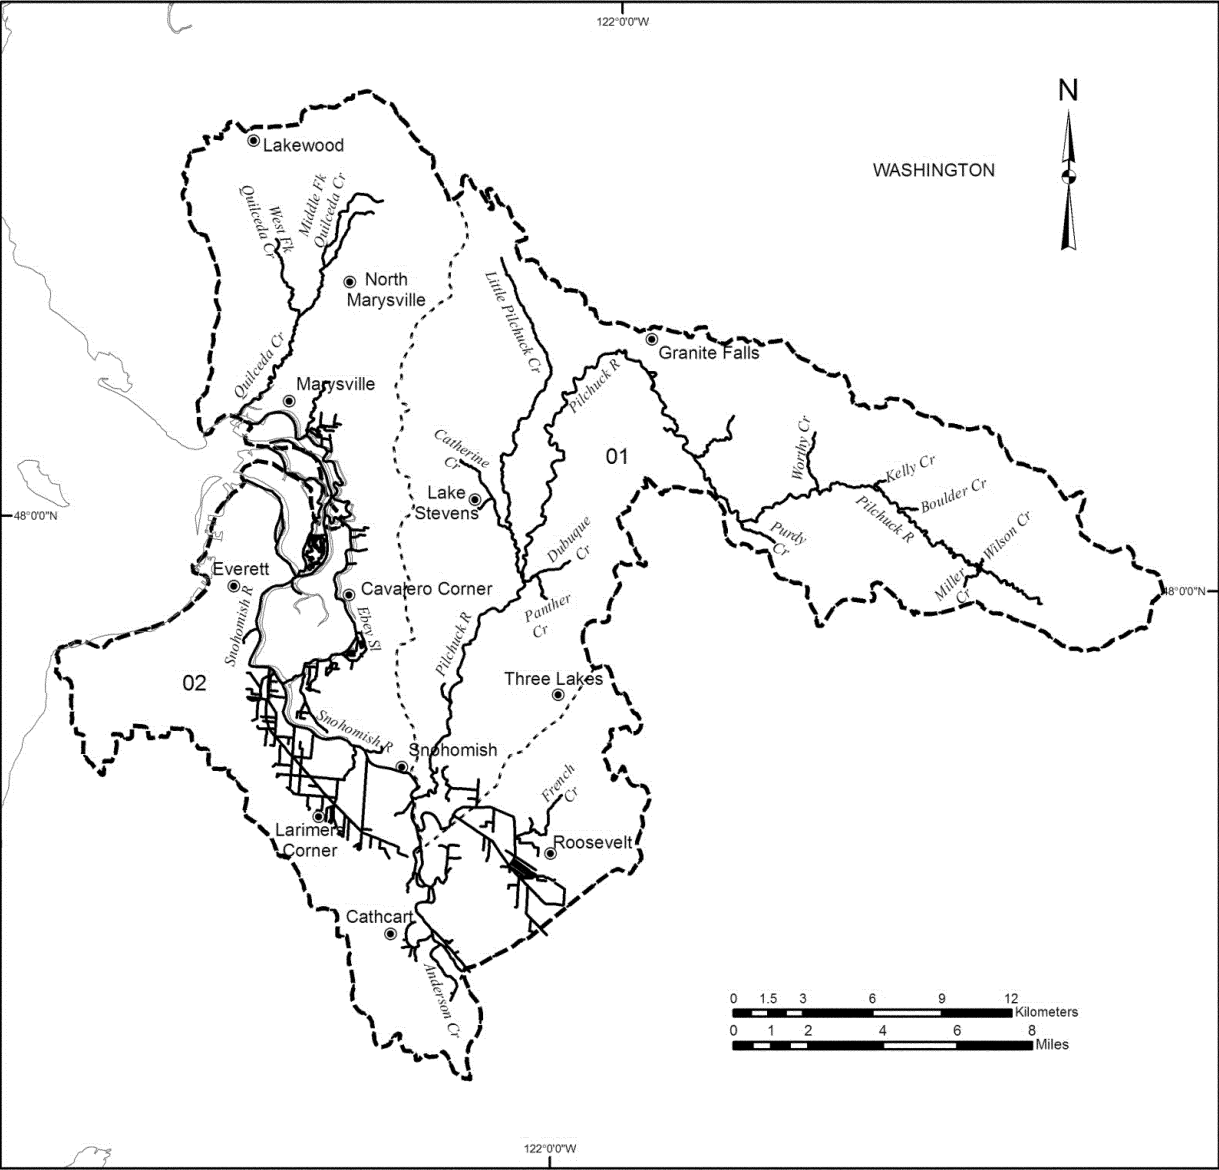 122°0'0"W
N
WASHINGTON
Lakewood
Quilceda Cr
West Fk
Middle Fk
Quilceda Cr
North
Marysville
Little Pilchuck Cr
Granite Falls
Quilceda Cr
Marysville
Pilchuck R
Catherine
Cr
01
Worthy Cr
Kelly Cr
Boulder Cr
Lake
Stevens
48°0'0"N
Pilchuck R
Purdy
Cr
Wilson Cr
Dubuque
Cr
Everett
Cavalero Corner
Miller
Cr
48°0'0"N
Snohomish R
Ebey Sl
Panther
Cr
Pilchuck R
02
Three Lakes
Snohomish R
Snohomish
French
Cr
Larimers
Corner
Roosevelt
Cathcart
Anderson Cr
0 1.5 3 6 9 12
Kilometers
0 1 2 4 6 8
Miles
122°0'0"W